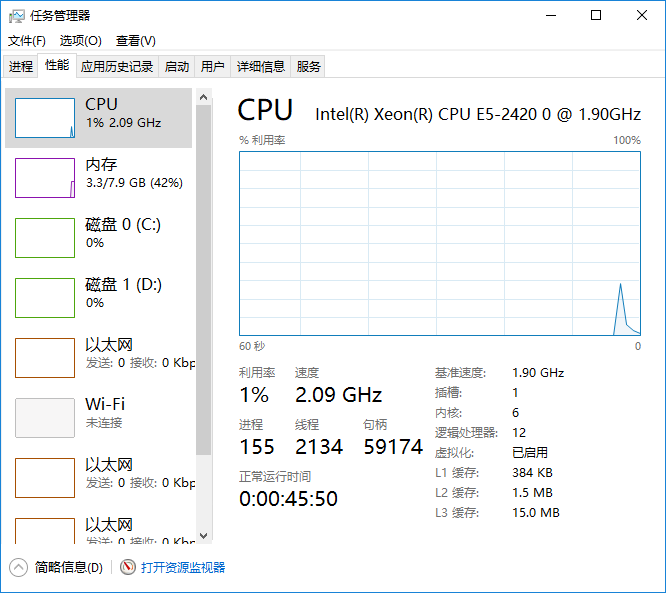 任务管理器
文件(F) 选项(O) 查看(V)
进程 性能 应用历史记录 启动 用户 详细信息 服务
CPU
1% 2.09 GHz
内存
3.3/7.9 GB (42%)
磁盘 0 (C:)
0%
磁盘 1 (D:)
0%
以太网
发送: 0 接收: 0 Kbp
Wi-Fi
未连接
以太网
发送: 0 接收: 0 Kbp
以太网
发送: 0 接收: 0 Kbp
CPU Intel(R) Xeon(R) CPU E5-2420 0 @ 1.90GHz
% 利用率 100%
60 秒 0
利用率 速度
1% 2.09 GHz
进程 线程 句柄
155 2134 59174
正常运行时间
0:00:45:50
基准速度: 1.90 GHz
插槽: 1
内核: 6
逻辑处理器: 12
虚拟化: 已启用
L1 缓存: 384 KB
L2 缓存: 1.5 MB
L3 缓存: 15.0 MB
简略信息(D) 打开资源监视器